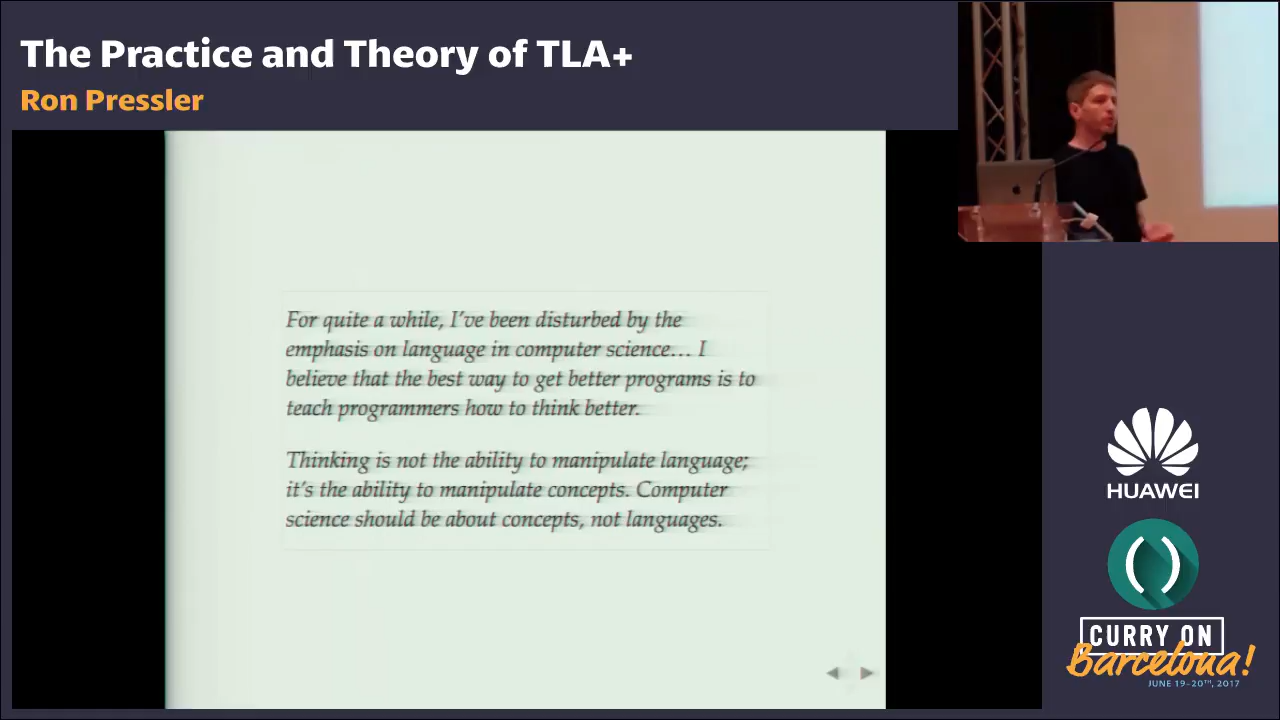 The Practice and Theory of TLA+
Ron Pressler
For quite a while, I've been disturbed by the
emphasis on language in computer science… I
believe that the best way to get better programs is to
teach programmers how to think better.
Thinking is not the ability to manipulate language;
it's the ability to manipulate concepts. Computer
science should be about concepts, not languages.
HUAWEI
CURRY ON
Barcelona!
JUNE 19-20TH, 2017